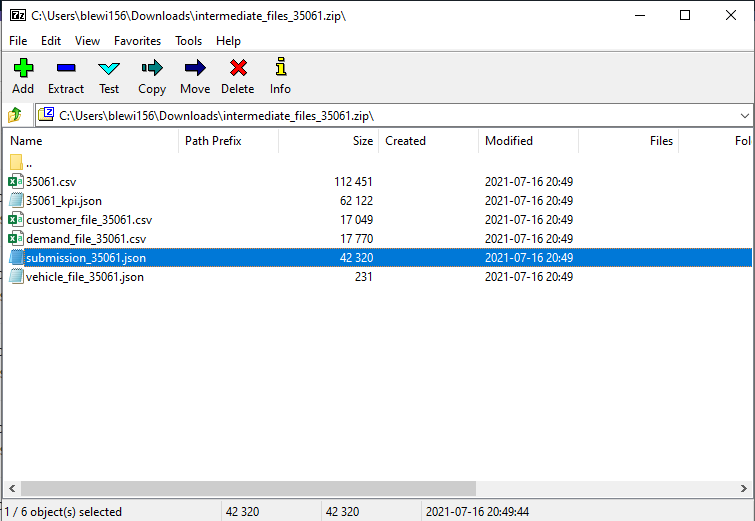 C:\Users\blewi156\Downloads\intermediate_files_35061.zip\
File Edit View Favorites Tools Help
Add Extract Test Copy Move Delete Info
C:\Users\blewi156\Downloads\intermediate_files_35061.zip\
Name Path Prefix Size Created Modified Files Fol
..
35061.csv 112 451 2021-07-16 20:49
35061_kpi.json 62 122 2021-07-16 20:49
customer_file_35061.csv 17 049 2021-07-16 20:49
demand_file_35061.csv 17 770 2021-07-16 20:49
submission_35061.json 42 320 2021-07-16 20:49
vehicle_file_35061.json 231 2021-07-16 20:49
1 / 6 object(s) selected 42 320 42 320 2021-07-16 20:49:44